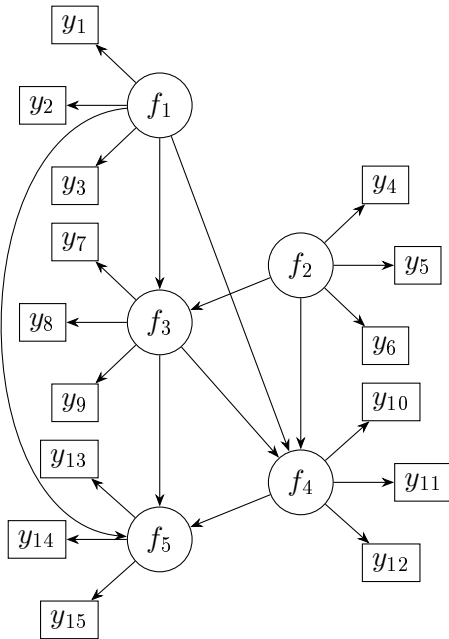 y₁
y₂
f₁
y₃
y₄
y₇
f₂
y₅
y₈
f₃
y₆
y₉
y₁₀
y₁₃
f₄
y₁₁
y₁₄
f₅
y₁₂
y₁₅